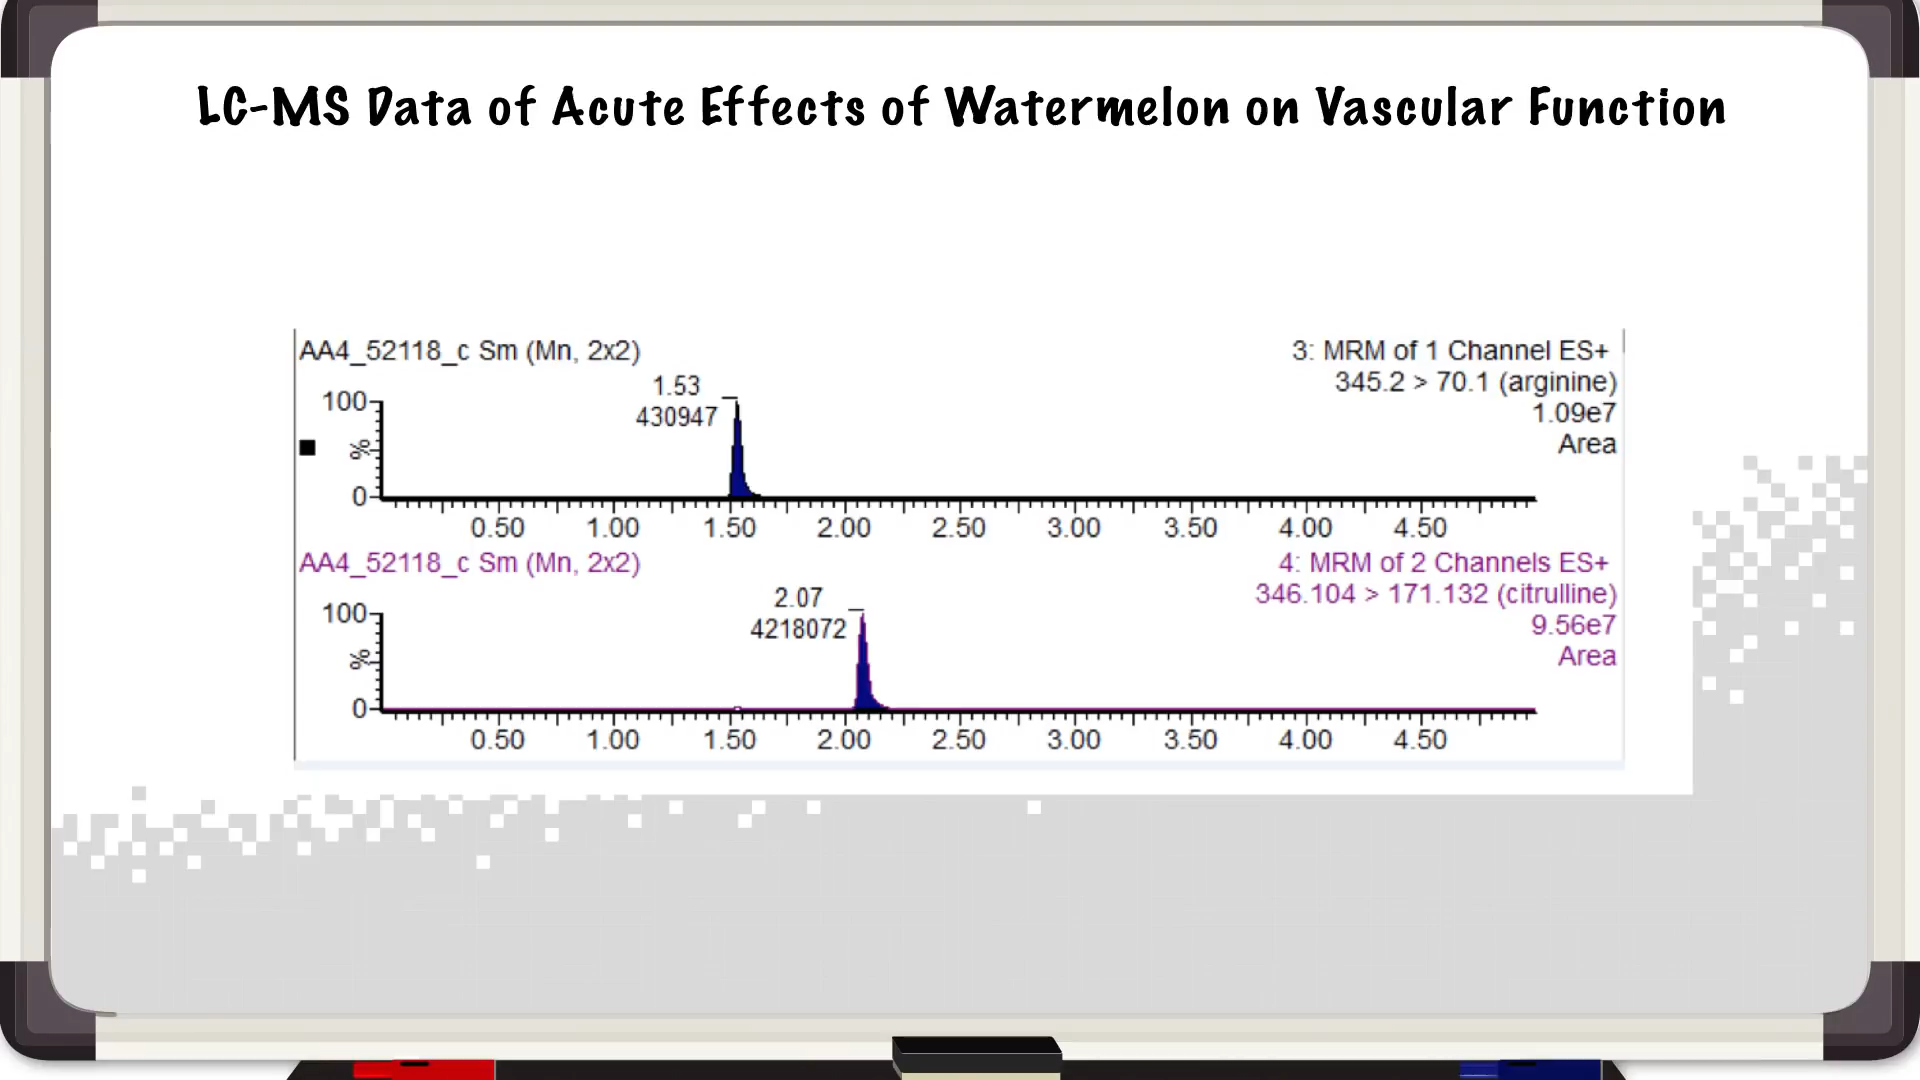 LC-MS Data of Acute Effects of Watermelon on Vascular Function
AA4_52118_c Sm (Mn, 2x2)
3: MRM of 1 Channel ES+
345.2 > 70.1 (arginine)
1.09e7
Area
1.53
430947
100
%
0
0.50 1.00 1.50 2.00 2.50 3.00 3.50 4.00 4.50
AA4_52118_c Sm (Mn, 2x2)
4: MRM of 2 Channels ES+
346.104 > 171.132 (citrulline)
9.56e7
Area
2.07
4218072
100
%
0
0.50 1.00 1.50 2.00 2.50 3.00 3.50 4.00 4.50